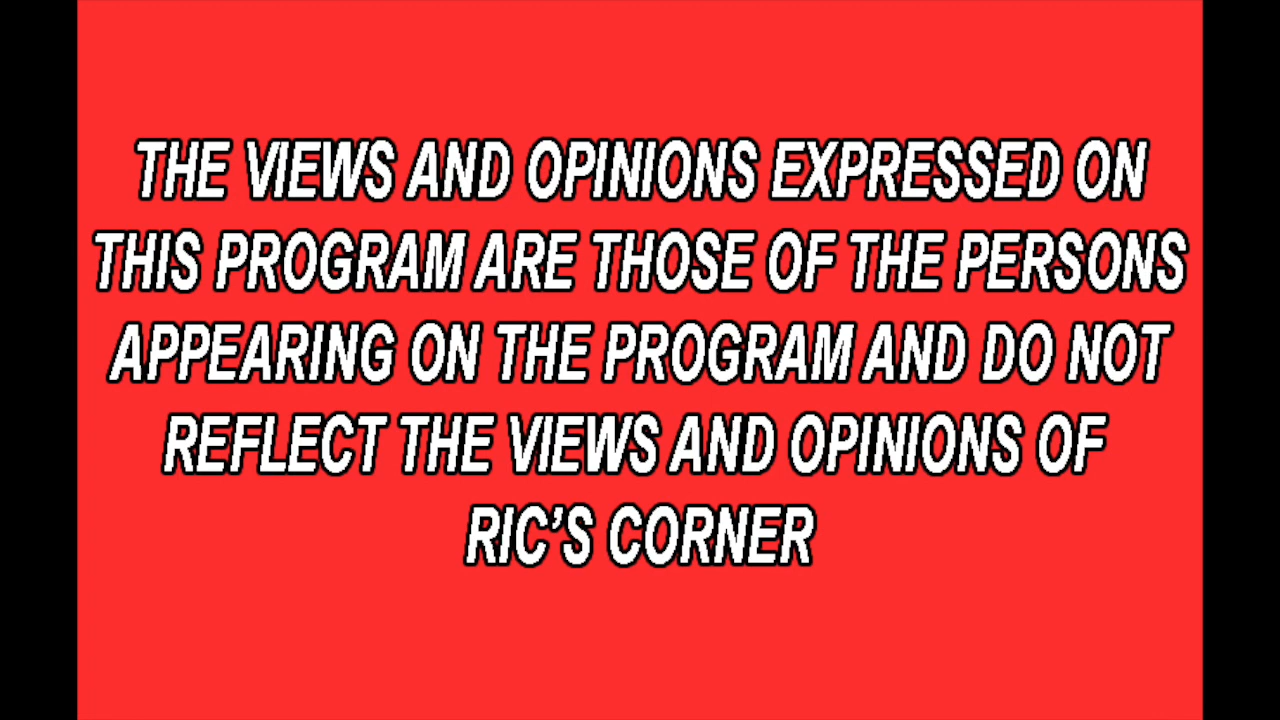 THE VIEWS AND OPINIONS EXPRESSED ON
THIS PROGRAM ARE THOSE OF THE PERSONS
APPEARING ON THE PROGRAM AND DO NOT
REFLECT THE VIEWS AND OPINIONS OF
RIC’S CORNER